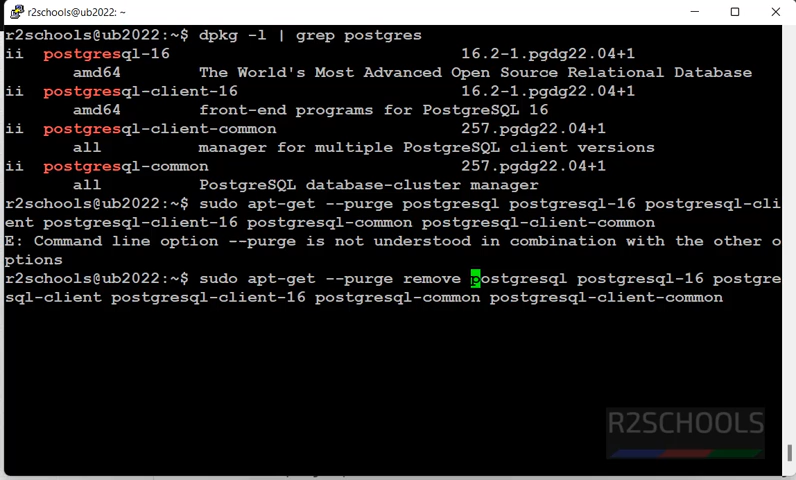 r2schools@ub2022: ~
r2schools@ub2022:~$ dpkg -l | grep postgres
ii  postgresql-16                              16.2-1.pgdg22.04+1
       amd64        The World's Most Advanced Open Source Relational Database
ii  postgresql-client-16                       16.2-1.pgdg22.04+1
       amd64        front-end programs for PostgreSQL 16
ii  postgresql-client-common                   257.pgdg22.04+1
       all          manager for multiple PostgreSQL client versions
ii  postgresql-common                          257.pgdg22.04+1
       all          PostgreSQL database-cluster manager
r2schools@ub2022:~$ sudo apt-get --purge postgresql postgresql-16 postgresql-cli
ent postgresql-client-16 postgresql-common postgresql-client-common
E: Command line option --purge is not understood in combination with the other o
ptions
r2schools@ub2022:~$ sudo apt-get --purge remove postgresql postgresql-16 postgre
sql-client postgresql-client-16 postgresql-common postgresql-client-common
R2SCHOOLS